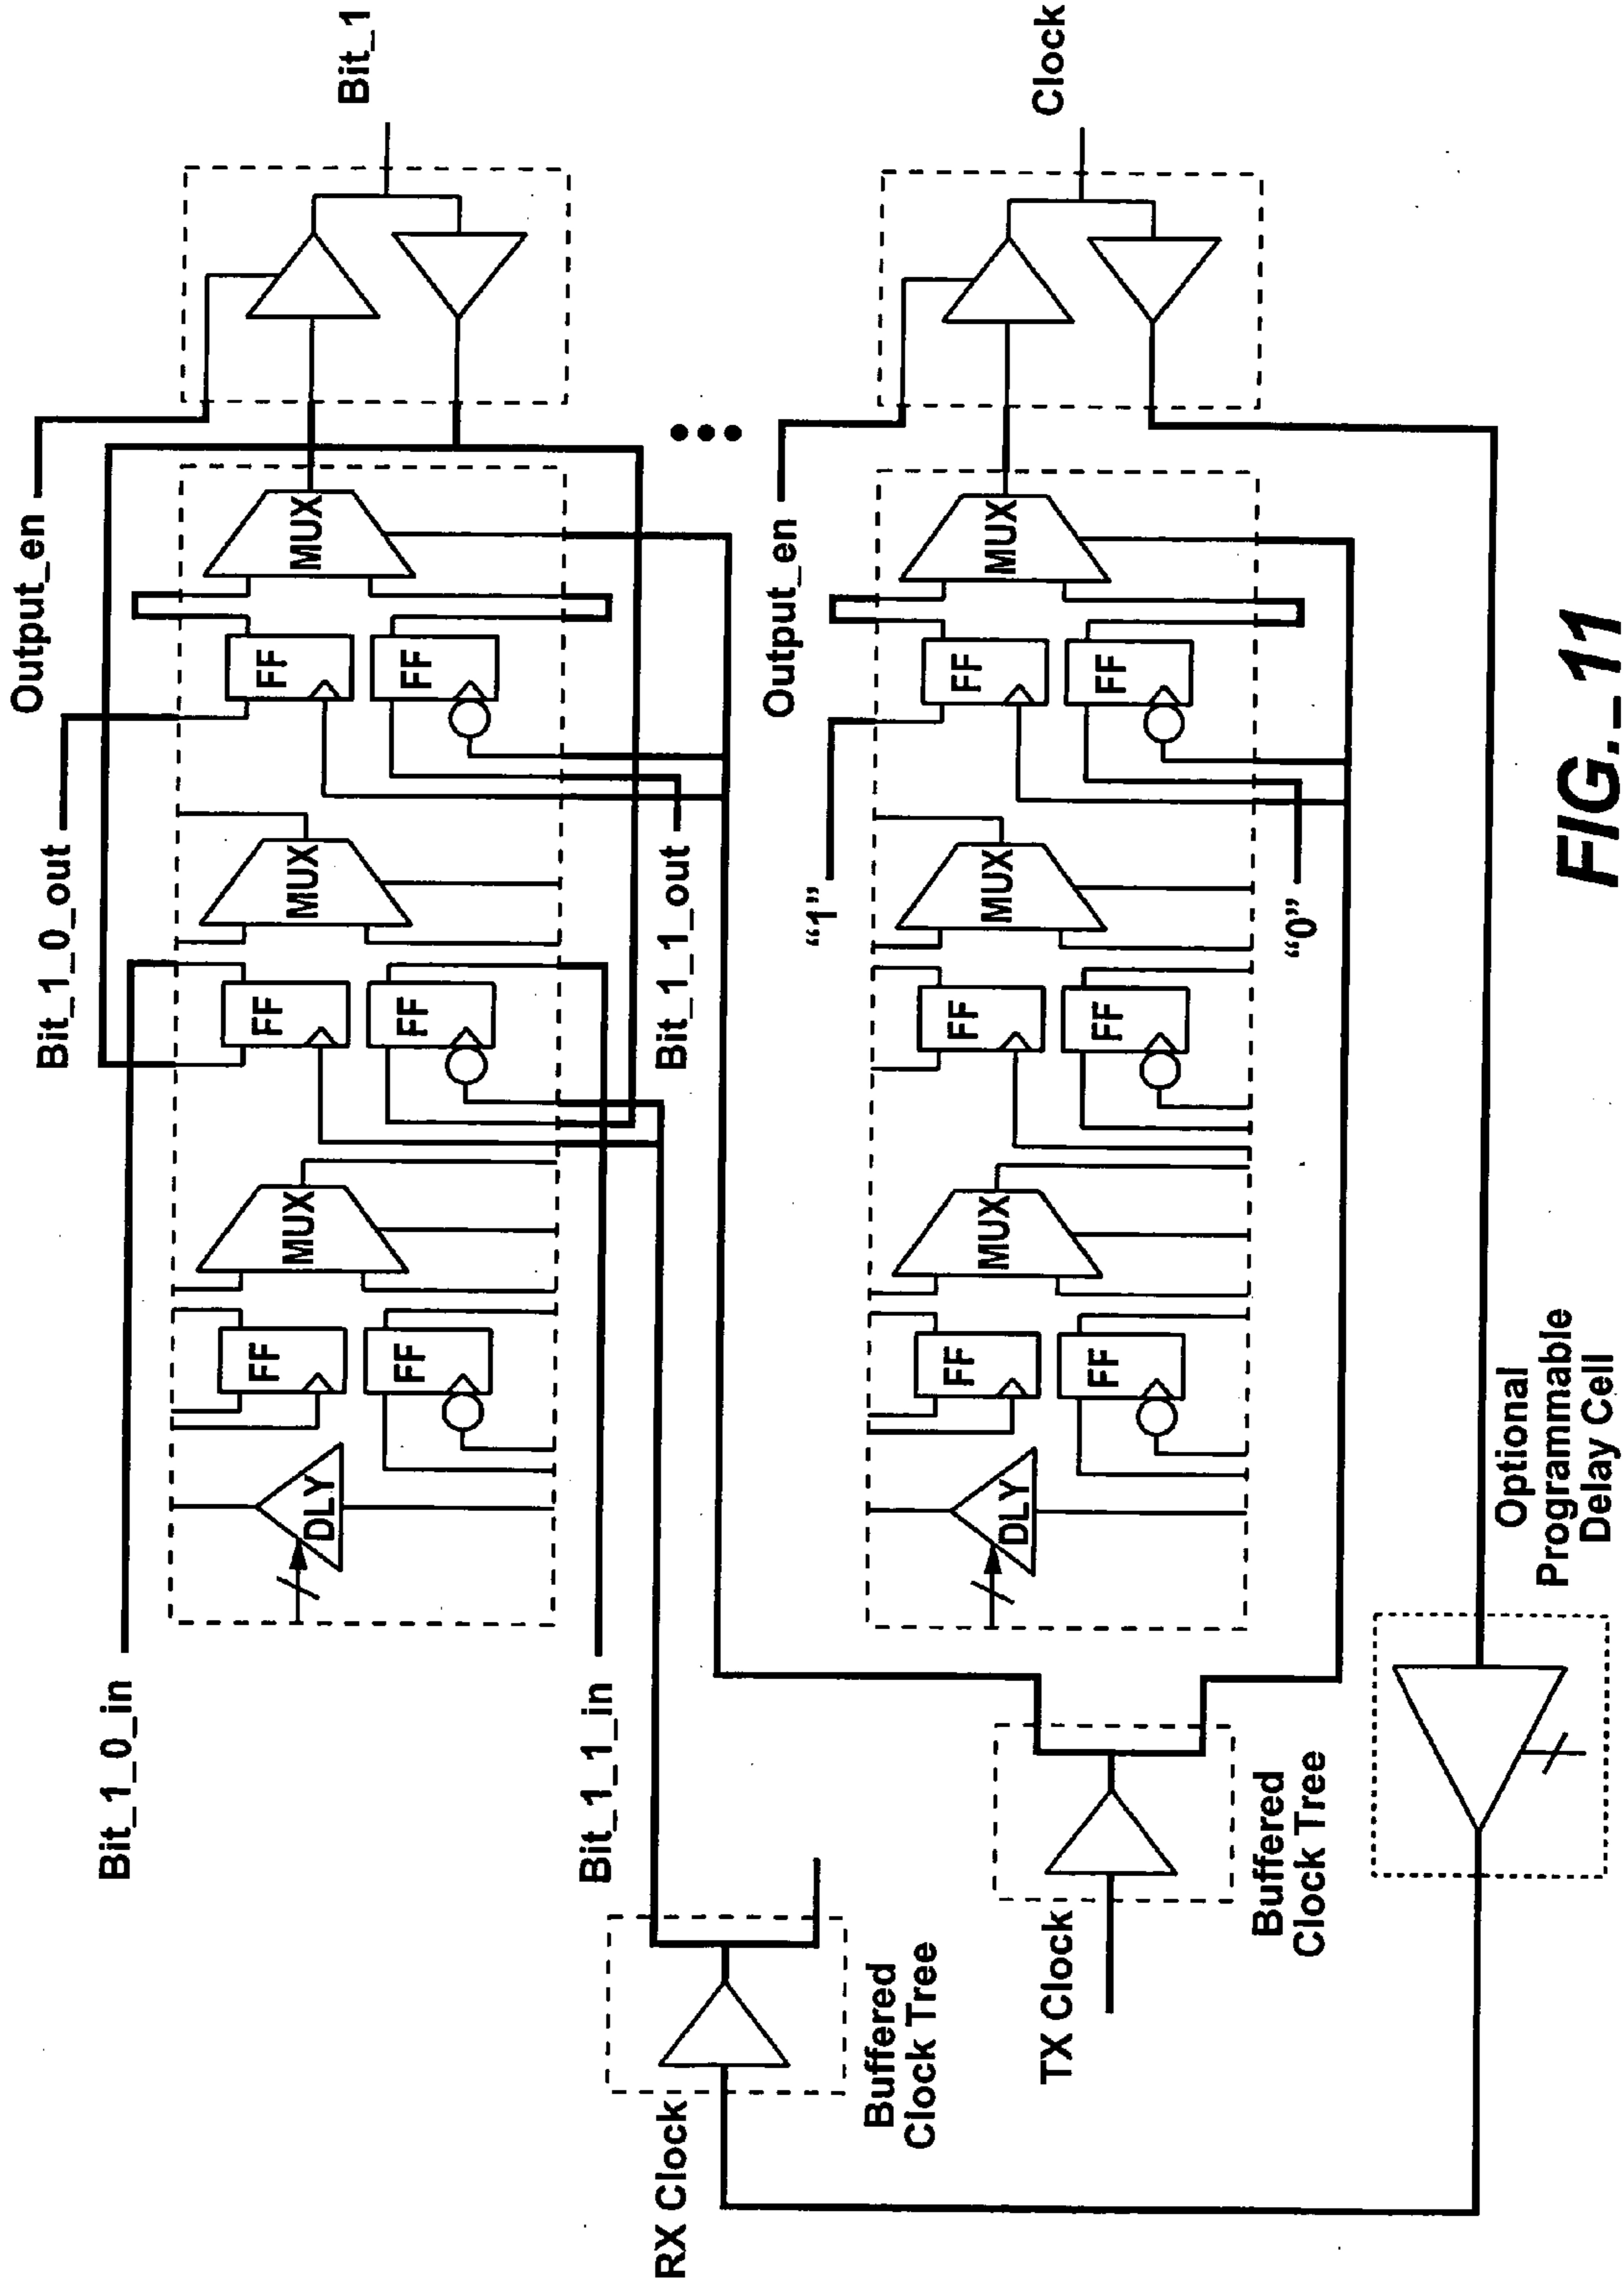 Output_en
Bit_1_0_out
Bit_1_0_in
Bit_1
MUX
FF
FF
MUX
FF
FF
MUX
FF
FF
DLY
Bit_1_1_out
Bit_1_1_in
Output_en
"1"
Clock
MUX
FF
FF
MUX
FF
FF
MUX
FF
FF
DLY
"0"
RX Clock
Buffered
Clock Tree
TX Clock
Buffered
Clock Tree
Optional
Programmable
Delay Cell
FIG._11